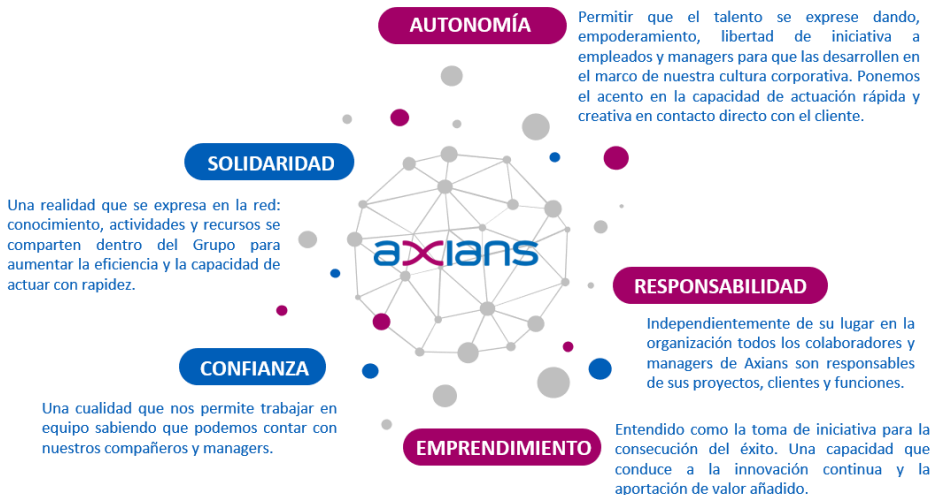 AUTONOMÍA
Permitir que el talento se exprese dando,
empoderamiento, libertad de iniciativa a
empleados y managers para que las desarrollen en
el marco de nuestra cultura corporativa. Ponemos
el acento en la capacidad de actuación rápida y
creativa en contacto directo con el cliente.
SOLIDARIDAD
Una realidad que se expresa en la red:
conocimiento, actividades y recursos se
comparten dentro del Grupo para
aumentar la eficiencia y la capacidad de
actuar con rapidez.
axians
RESPONSABILIDAD
Independientemente de su lugar en la
organización todos los colaboradores y
managers de Axians son responsables
de sus proyectos, clientes y funciones.
CONFIANZA
Una cualidad que nos permite trabajar en
equipo sabiendo que podemos contar con
nuestros compañeros y managers.
EMPRENDIMIENTO
Entendido como la toma de iniciativa para la
consecución del éxito. Una capacidad que
conduce a la innovación continua y la
aportación de valor añadido.